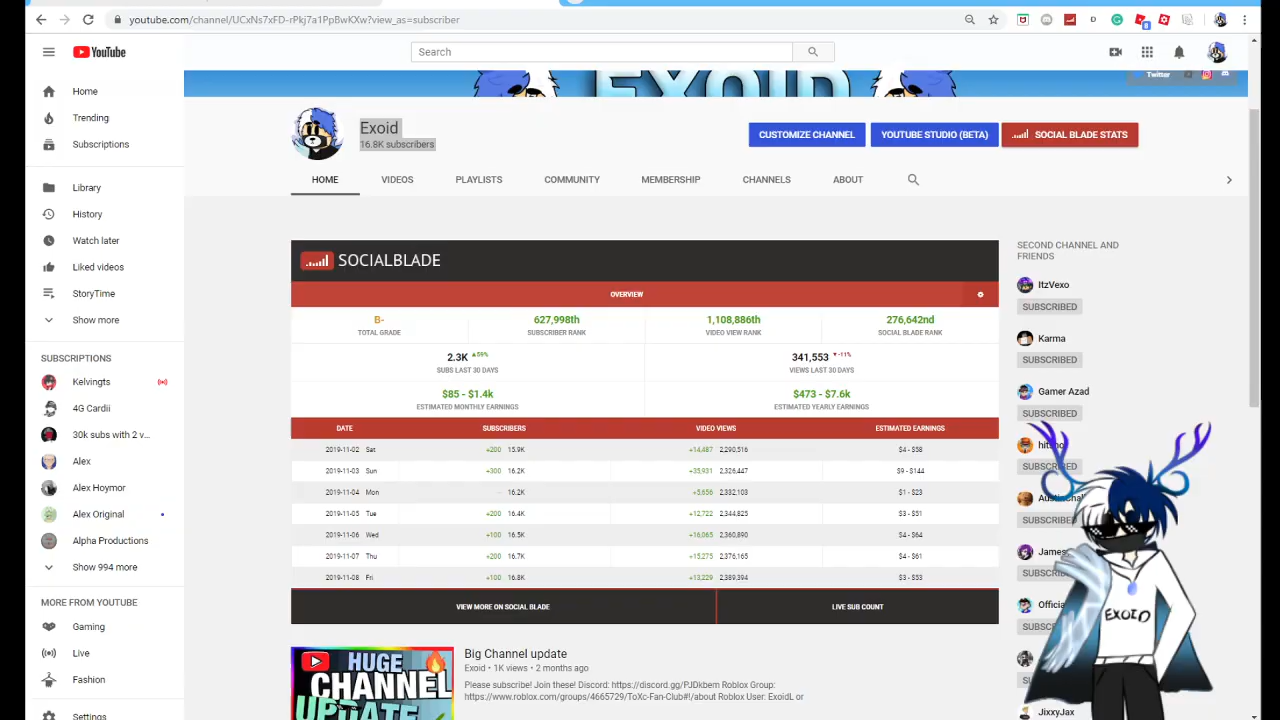 youtube.com/channel/UCxNs7xFD-rPkj7a1PpBwKXw?view_as=subscriber
YouTube
Search
Home
Trending
Subscriptions
Library
History
Watch later
Liked videos
StoryTime
Show more
SUBSCRIPTIONS
Kelvingts
4G Cardii
30k subs with 2 v...
Alex
Alex Hoymor
Alex Original
Alpha Productions
Show 994 more
MORE FROM YOUTUBE
Gaming
Live
Fashion
Settings
EXOID
Twitter
Exoid
16.8K subscribers
CUSTOMIZE CHANNEL
YOUTUBE STUDIO (BETA)
SOCIAL BLADE STATS
HOME VIDEOS PLAYLISTS COMMUNITY MEMBERSHIP CHANNELS ABOUT
SOCIALBLADE
OVERVIEW
B- 627,998th 1,108,886th 276,642nd
TOTAL GRADE SUBSCRIBER RANK VIDEO VIEW RANK SOCIAL BLADE RANK
2.3K ▲59% 341,553 ▼-11%
SUBS LAST 30 DAYS VIEWS LAST 30 DAYS
$85 - $1.4k $473 - $7.6k
ESTIMATED MONTHLY EARNINGS ESTIMATED YEARLY EARNINGS
DATE SUBSCRIBERS VIDEO VIEWS ESTIMATED EARNINGS
2019-11-02 Sat +200 15.9K +14,487 2,290,516 $4 - $58
2019-11-03 Sun +300 16.2K +35,931 2,326,447 $9 - $144
2019-11-04 Mon - 16.2K +5,656 2,332,103 $1 - $23
2019-11-05 Tue +200 16.4K +12,722 2,344,825 $3 - $51
2019-11-06 Wed +100 16.5K +16,065 2,360,890 $4 - $64
2019-11-07 Thu +200 16.7K +15,275 2,376,165 $4 - $61
2019-11-08 Fri +100 16.8K +13,229 2,389,394 $3 - $53
VIEW MORE ON SOCIAL BLADE LIVE SUB COUNT
HUGE
CHANNEL
UPDATE
Big Channel update
Exoid • 1K views • 2 months ago
Please subscribe! Join these! Discord: https://discord.gg/PJDkbem Roblox Group:
https://www.roblox.com/groups/4665729/ToXc-Fan-Club#!/about Roblox User: ExoidL or
SECOND CHANNEL AND
FRIENDS
ItzVexo
SUBSCRIBED
Karma
SUBSCRIBED
Gamer Azad
SUBSCRIBED
SUBSCRIBED
SUBSCRIBED
James
Official
JixxyJax
EXOID